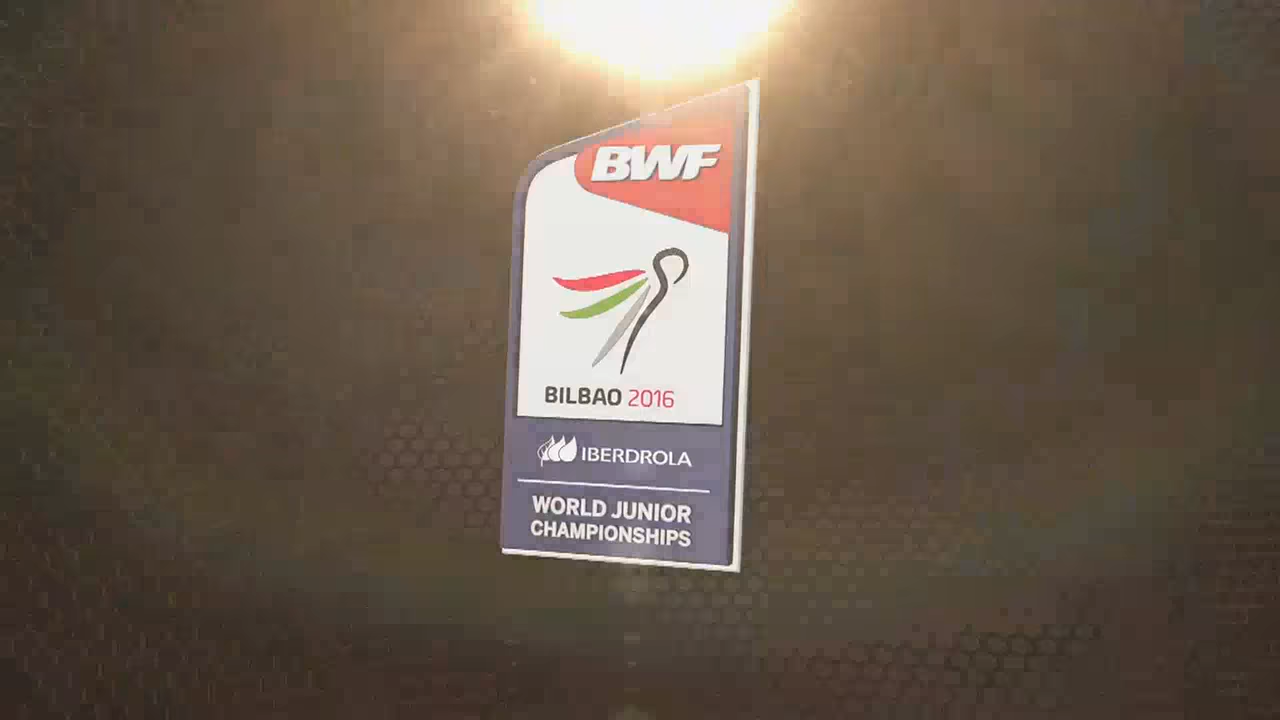 BWF
BILBAO 2016
IBERDROLA
WORLD JUNIOR
CHAMPIONSHIPS